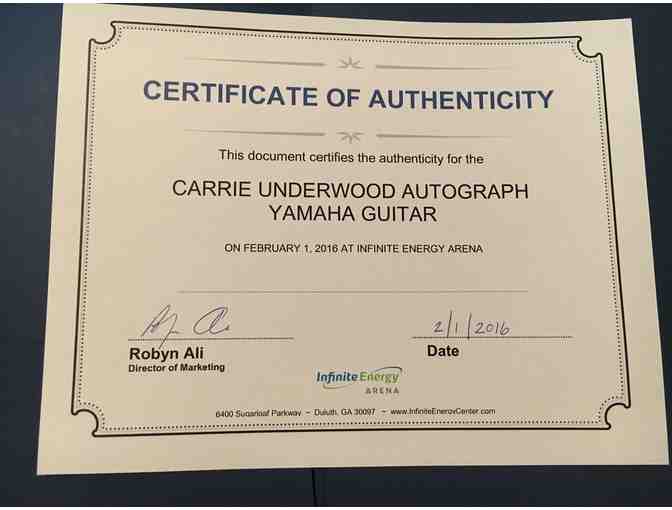 CERTIFICATE OF AUTHENTICITY
This document certifies the authenticity for the
CARRIE UNDERWOOD AUTOGRAPH
YAMAHA GUITAR
ON FEBRUARY 1, 2016 AT INFINITE ENERGY ARENA
2/1/2016
Robyn Ali
Director of Marketing
Date
Infinite Energy
ARENA
6400 Sugarloaf Parkway ~ Duluth, GA 30097 ~ www.InfiniteEnergyCenter.com